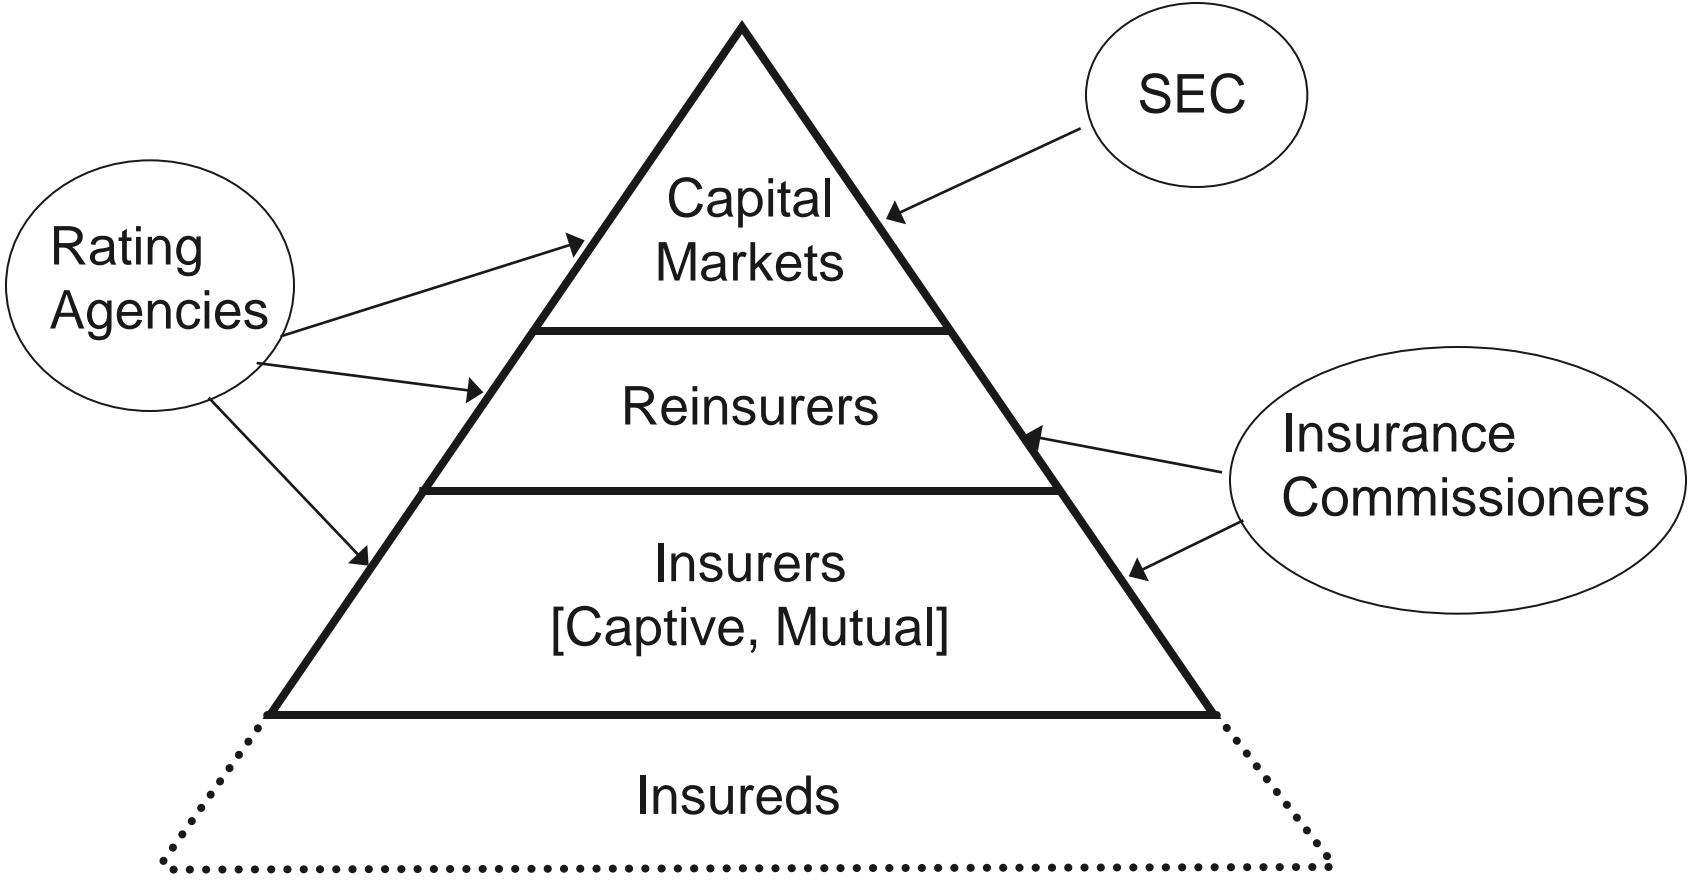 SEC
Capital
Markets
Rating
Agencies
Reinsurers
Insurance
Commissioners
Insurers
[Captive, Mutual]
Insureds